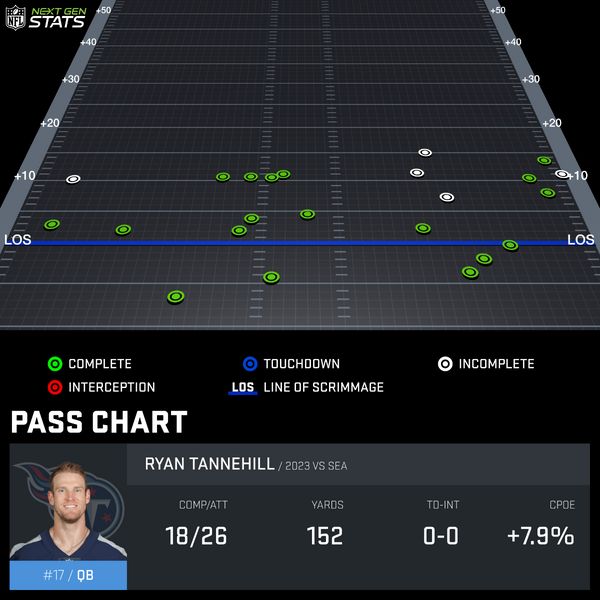 NFL NEXT GEN STATS
+50 +50
+40 +40
+30 +30
+20 +20
+10 +10
LOS LOS
COMPLETE TOUCHDOWN INCOMPLETE
INTERCEPTION LOS LINE OF SCRIMMAGE
PASS CHART
RYAN TANNEHILL / 2023 VS SEA
COMP/ATT YARDS TD-INT CPOE
18/26 152 0-0 +7.9%
#17 / QB